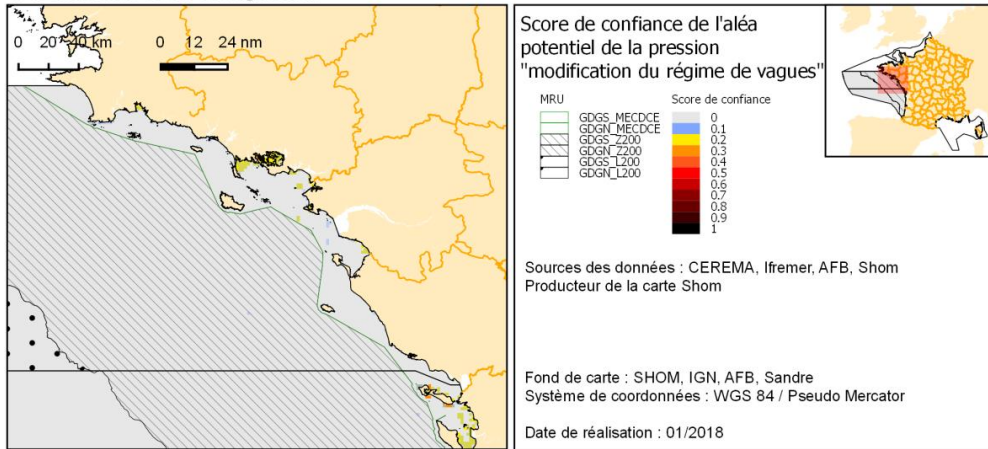 0 20 40 km
0 12 24 nm
Score de confiance de l'aléa
potentiel de la pression
"modification du régime de vagues"
MRU
GDGS_MECDCE
GDGN_MECDCE
GDGS_Z200
GDGN_Z200
GDGS_L200
GDGN_L200
Score de confiance
0
0.1
0.2
0.3
0.4
0.5
0.6
0.7
0.8
0.9
1
Sources des données : CEREMA, Ifremer, AFB, Shom
Producteur de la carte Shom
Fond de carte : SHOM, IGN, AFB, Sandre
Système de coordonnées : WGS 84 / Pseudo Mercator
Date de réalisation : 01/2018